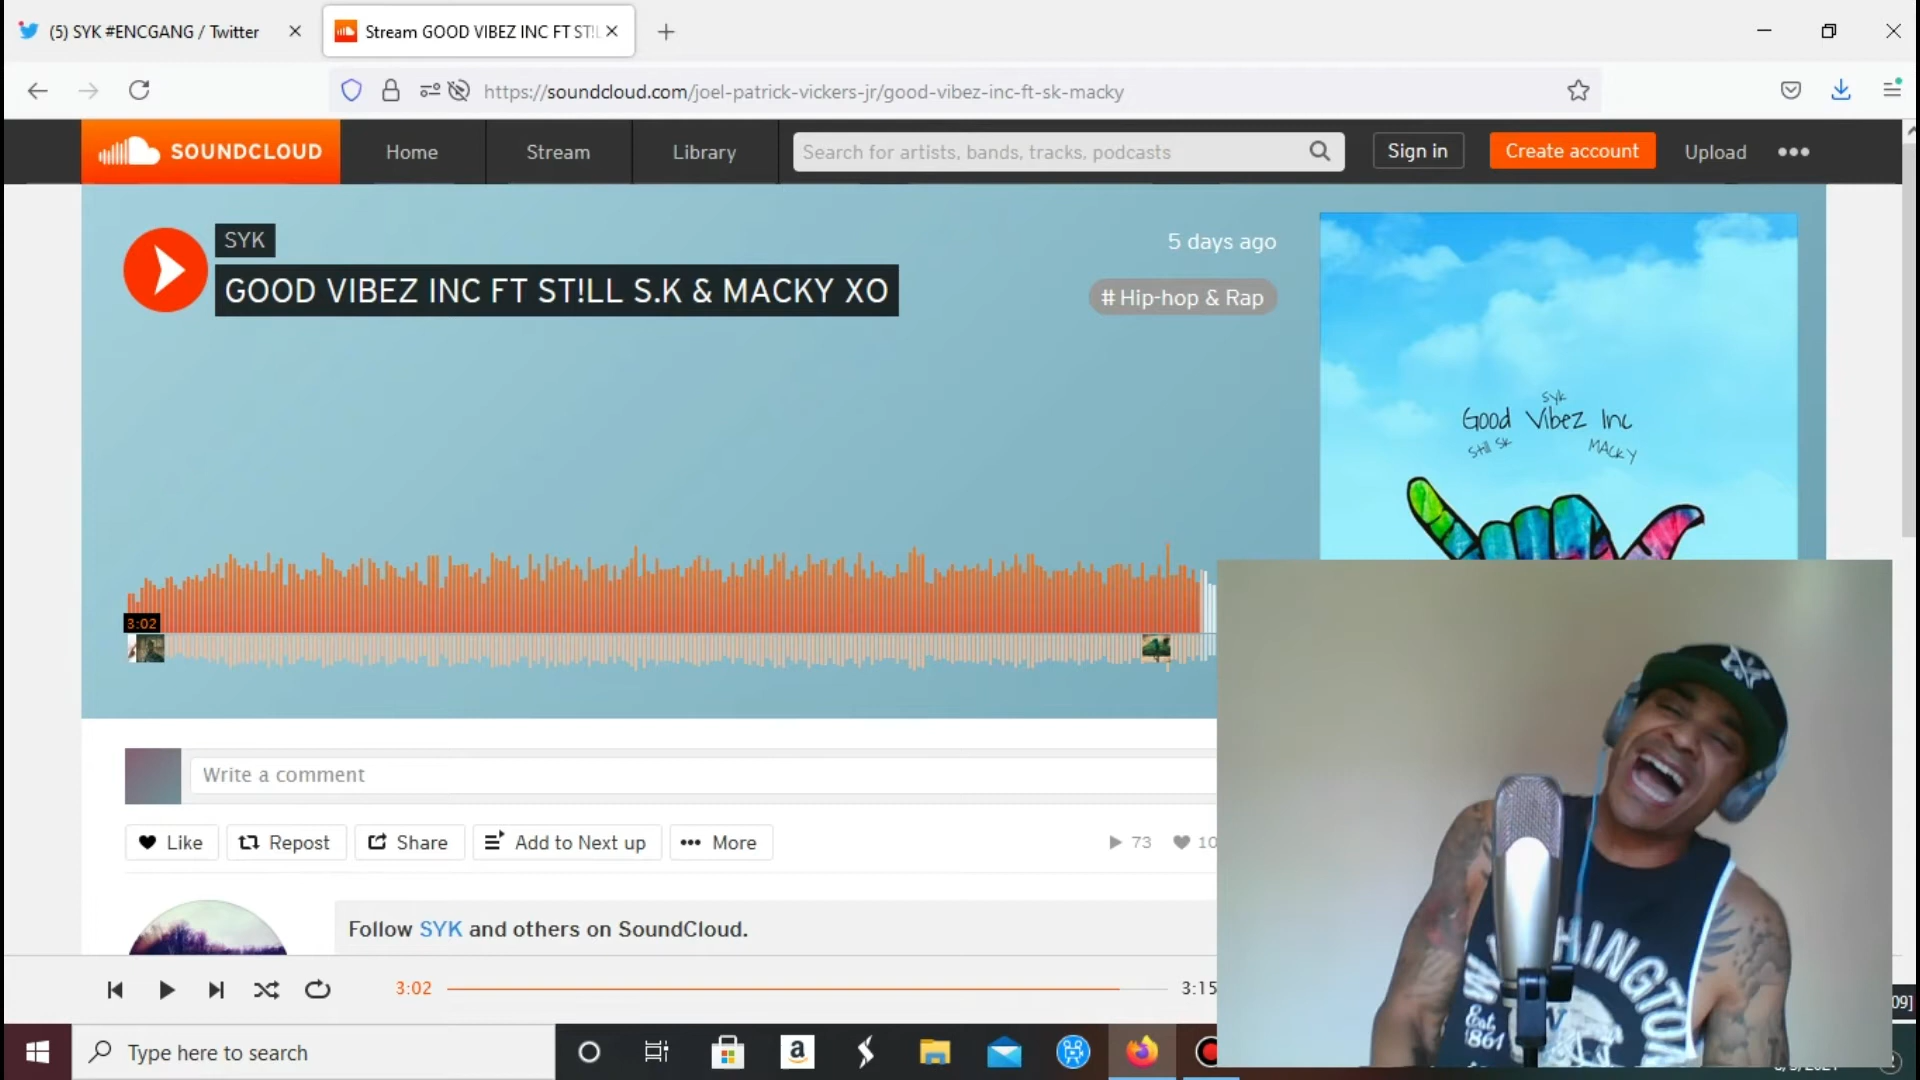 (5) SYK #ENCGANG / Twitter
Stream GOOD VIBEZ INC FT ST!L
https://soundcloud.com/joel-patrick-vickers-jr/good-vibez-inc-ft-sk-macky
SOUNDCLOUD
Home
Stream
Library
Search for artists, bands, tracks, podcasts
Sign in
Create account
Upload
SYK
5 days ago
GOOD VIBEZ INC FT ST!LL S.K & MACKY XO
# Hip-hop & Rap
Syk
Good Vibez Inc
Still SK
MACKY
3:02
Write a comment
Like
Repost
Share
Add to Next up
More
73
10
Follow SYK and others on SoundCloud.
3:02
3:15
09]
Type here to search
a
Est.
1861